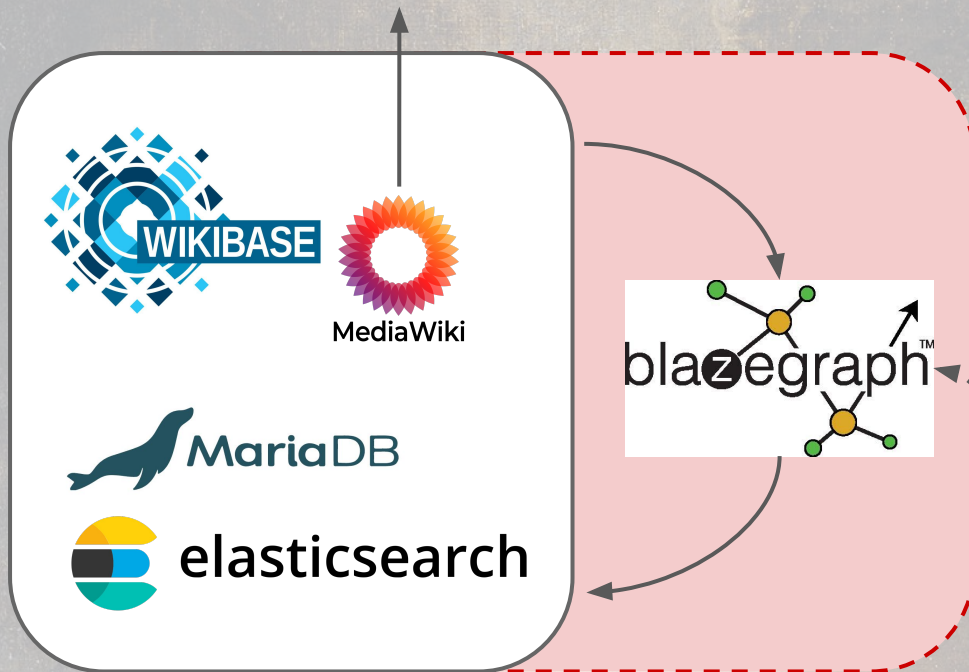 WIKIBASE
MediaWiki
MariaDB
elasticsearch
blazegraph™